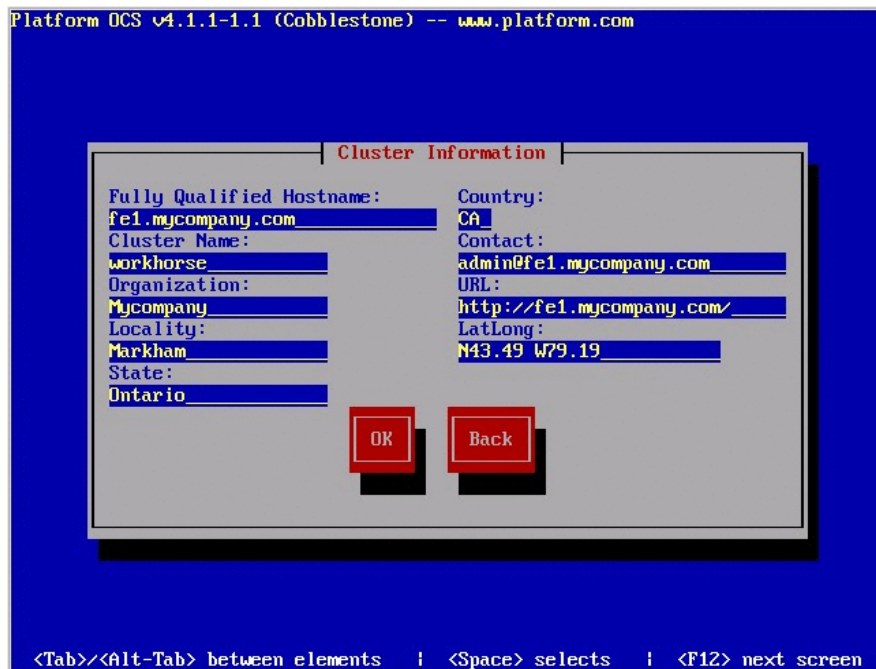 Platform OCS v4.1.1-1.1 (Cobblestone) -- www.platform.com
Cluster Information
Fully Qualified Hostname:
fe1.mycompany.com
Cluster Name:
workhorse
Organization:
Mycompany
Locality:
Markham
State:
Ontario
Country:
CA
Contact:
admin@fe1.mycompany.com
URL:
http://fe1.mycompany.com/
LatLong:
N43.49 W79.19
OK
Back
<Tab>/<Alt-Tab> between elements | <Space> selects | <F12> next screen